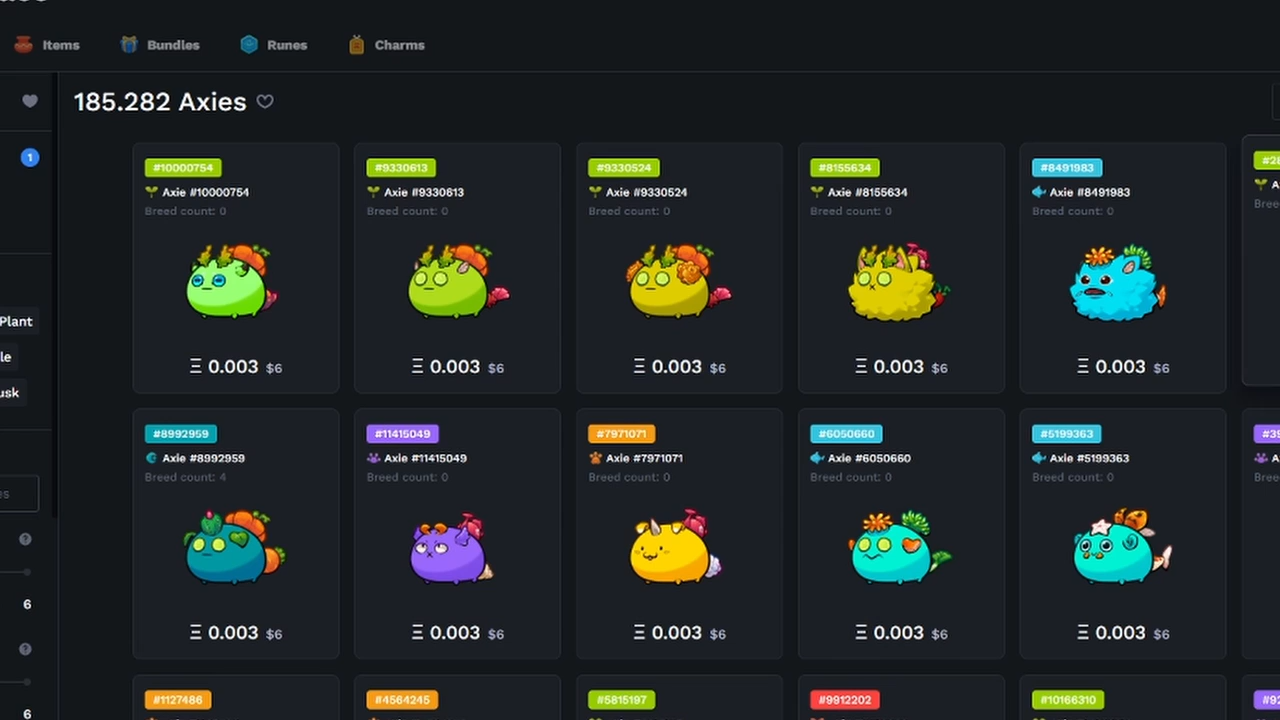 Items Bundles Runes Charms
185.282 Axies
1
Plant
6
6
#10000754
Axie #10000754
Breed count: 0
Ξ 0.003 $6
#9330613
Axie #9330613
Breed count: 0
Ξ 0.003 $6
#9330524
Axie #9330524
Breed count: 0
Ξ 0.003 $6
#8155634
Axie #8155634
Breed count: 0
Ξ 0.003 $6
#8491983
Axie #8491983
Breed count: 0
Ξ 0.003 $6
#8992959
Axie #8992959
Breed count: 4
Ξ 0.003 $6
#11415049
Axie #11415049
Breed count: 0
Ξ 0.003 $6
#7971071
Axie #7971071
Breed count: 0
Ξ 0.003 $6
#6050660
Axie #6050660
Breed count: 0
Ξ 0.003 $6
#5199363
Axie #5199363
Breed count: 0
Ξ 0.003 $6
#1127486
#4564245
#5815197
#9912202
#10166310